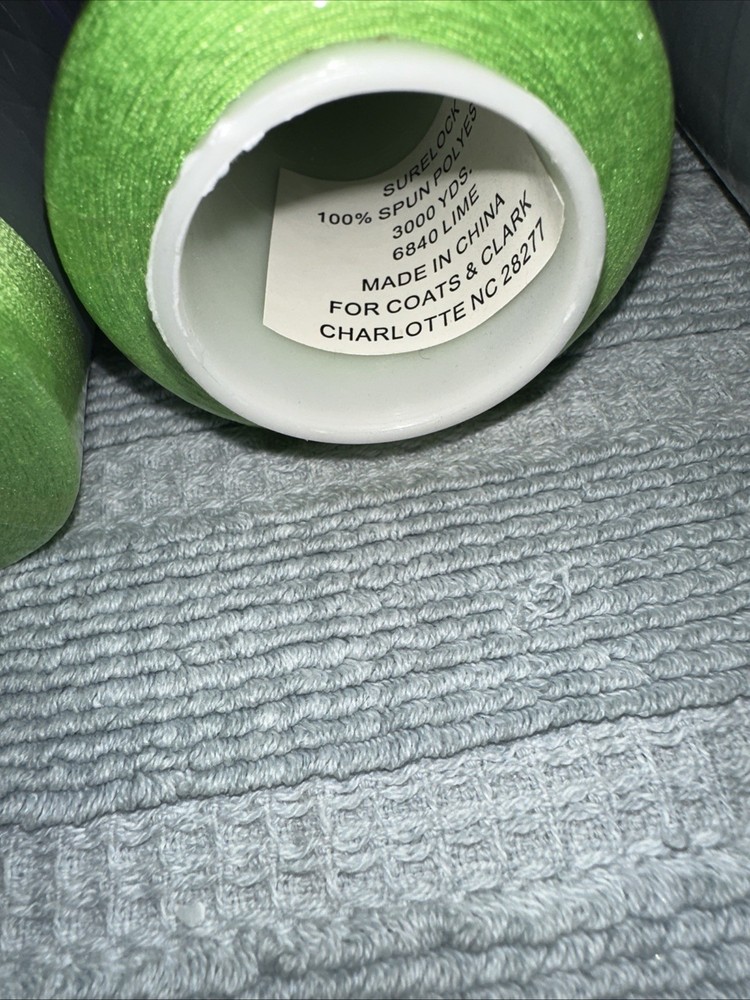 SURELOCK
100% SPUN POLYES
3000 YDS.
6840 LIME
MADE IN CHINA
FOR COATS & CLARK
CHARLOTTE NC 28277